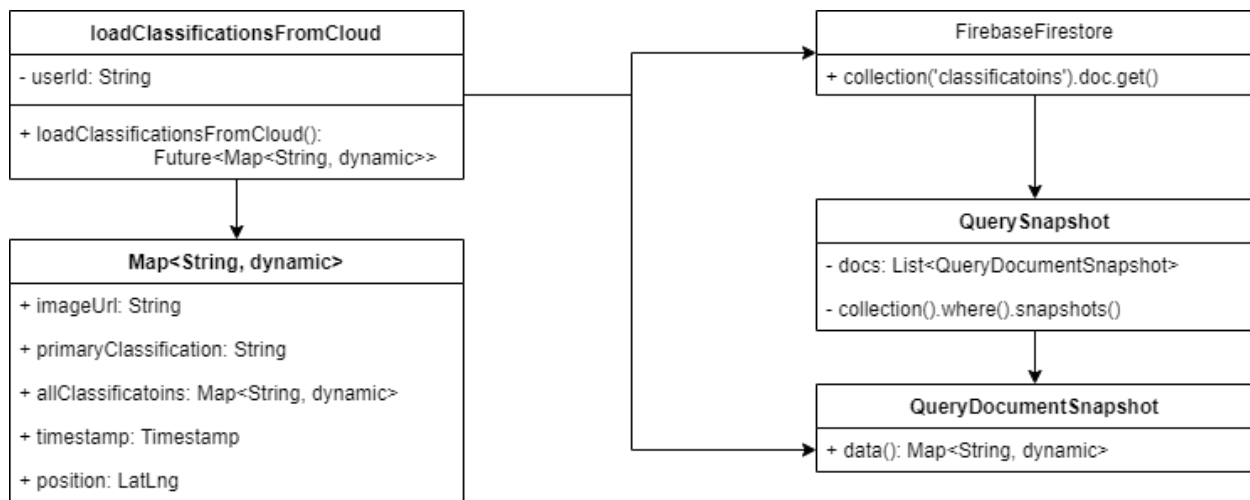 loadClassificationsFromCloud
- userId: String
+ loadClassificationsFromCloud():
Future<Map<String, dynamic>>
Map<String, dynamic>
+ imageUrl: String
+ primaryClassification: String
+ allClassificatoins: Map<String, dynamic>
+ timestamp: Timestamp
+ position: LatLng
FirebaseFirestore
+ collection('classificatoins').doc.get()
QuerySnapshot
- docs: List<QueryDocumentSnapshot>
- collection().where().snapshots()
QueryDocumentSnapshot
+ data(): Map<String, dynamic>